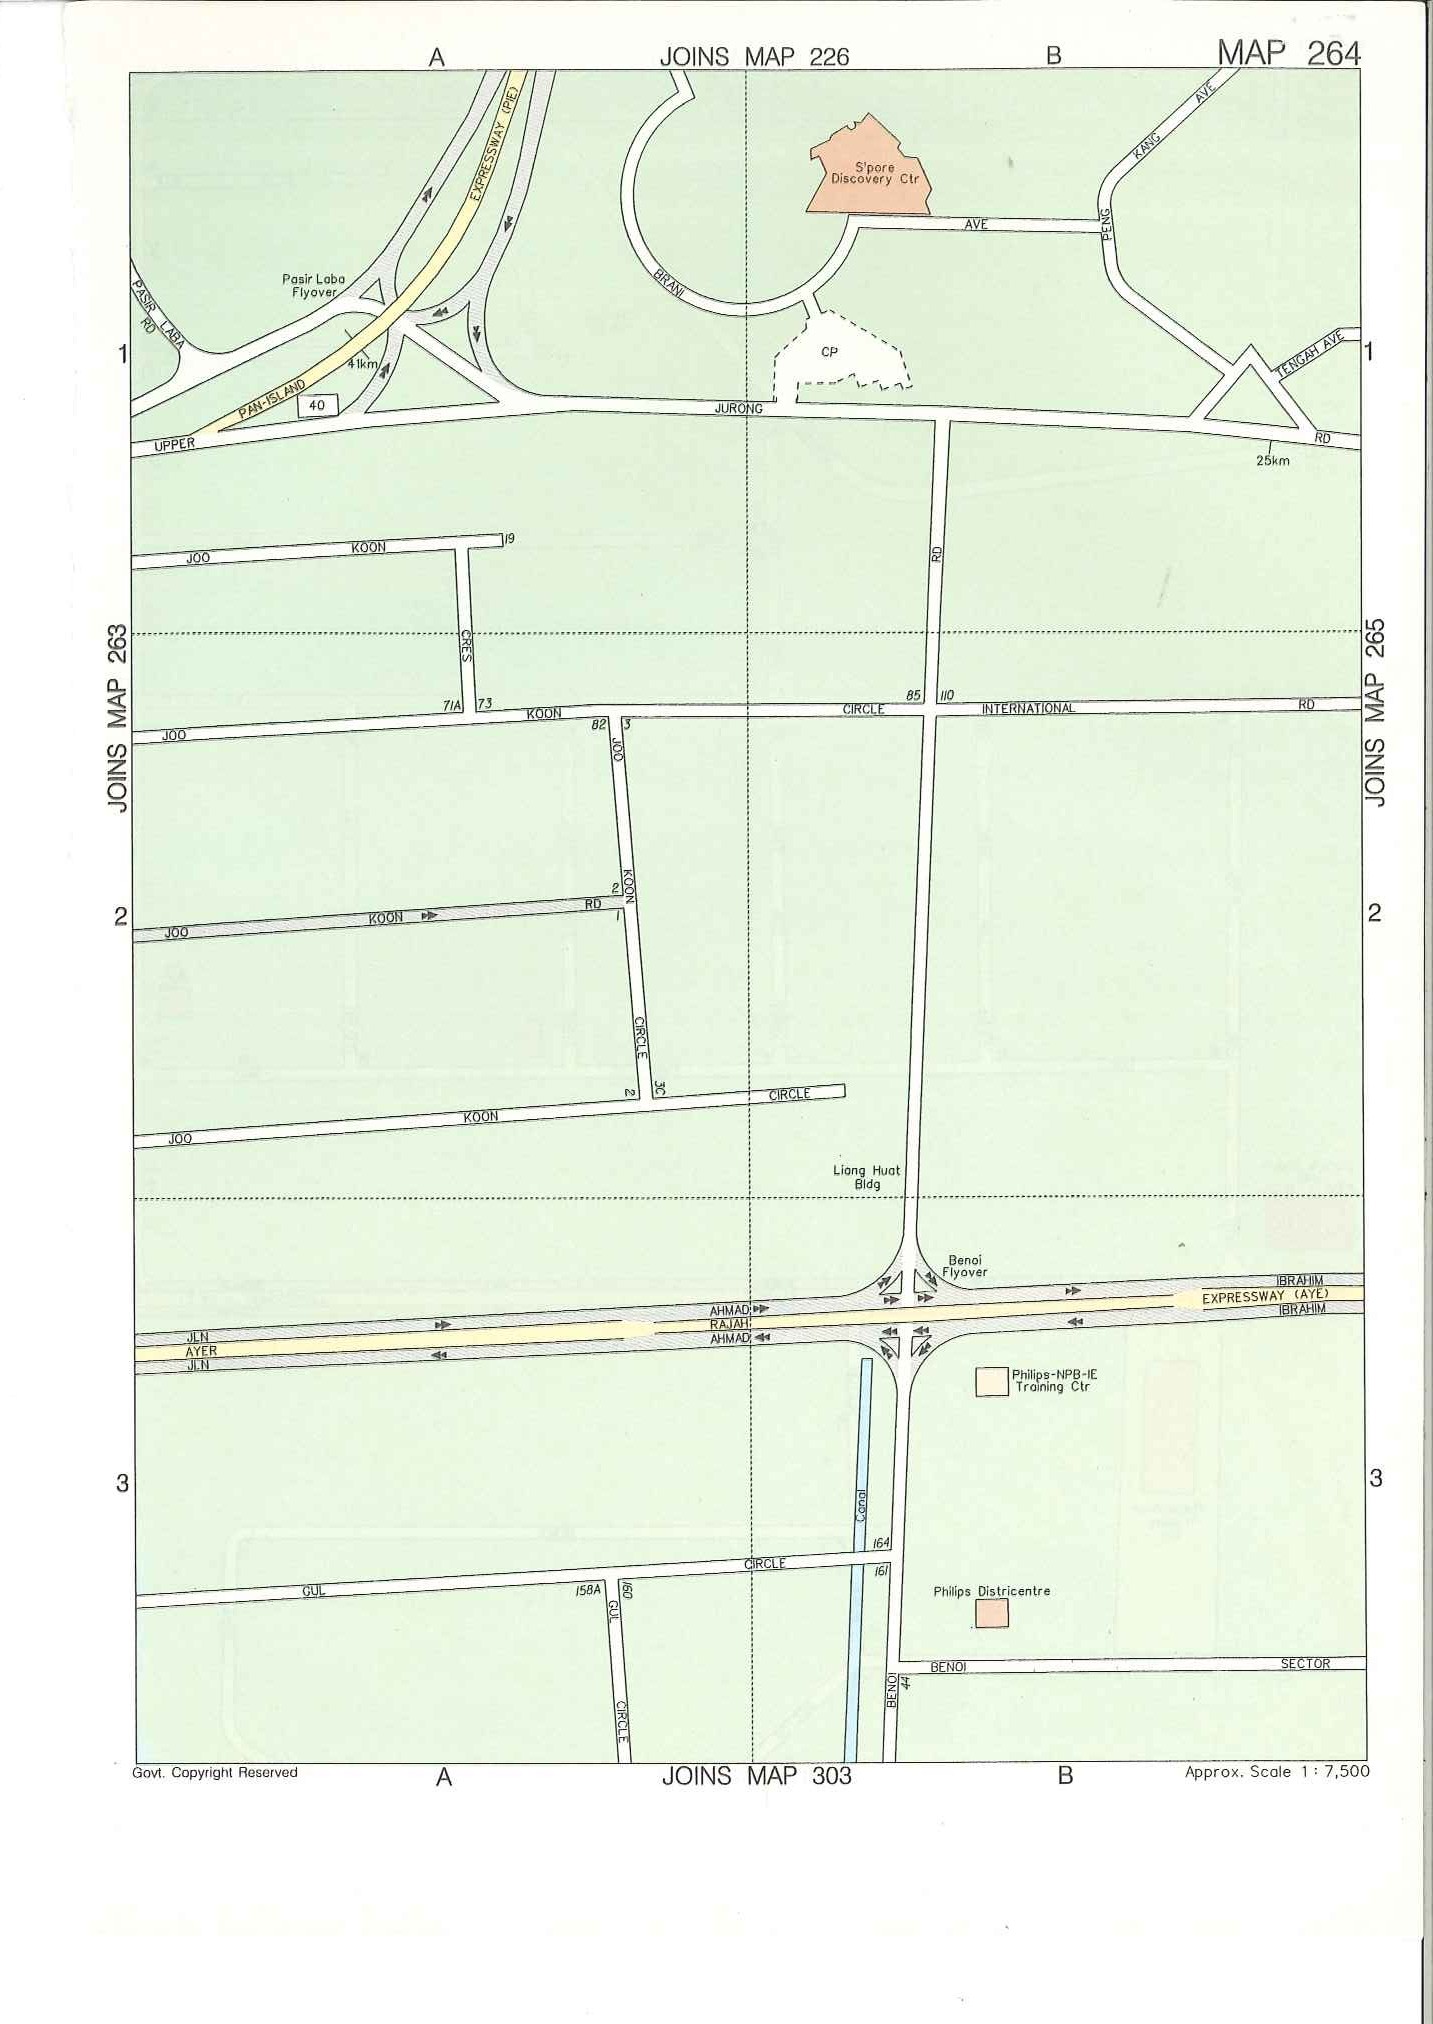 A
JOINS MAP 226
B
MAP 264
EXPRESSWAY (PIE)
KANG
AVE
S'pore
Discovery Ctr
PENG
AVE
Pasir Laba
Flyover
BRANI
PASIR LABA
RD
1
41km
CP
TENGAH AVE
1
PAN-ISLAND
40
JURONG
UPPER
RD
25km
JOO
KOON
19
RD
CRES
JOINS MAP 263
JOINS MAP 265
71A
73
85
110
JOO
KOON
CIRCLE
INTERNATIONAL
RD
82
3
JOO
KOON
2
2
JOO
KOON
RD
2
1
CIRCLE
2
3C
CIRCLE
JOO
KOON
Liang Huat
Bldg
Benoi
Flyover
IBRAHIM
EXPRESSWAY (AYE)
IBRAHIM
AHMAD
RAJAH
AHMAD
JLN
AYER
JLN
Philips-NPB-IE
Training Ctr
3
3
Canal
164
161
CIRCLE
GUL
158A
160
GUL
CIRCLE
Philips Districentre
BENOI
SECTOR
BENOI
44
Govt. Copyright Reserved
A
JOINS MAP 303
B
Approx. Scale 1 : 7,500